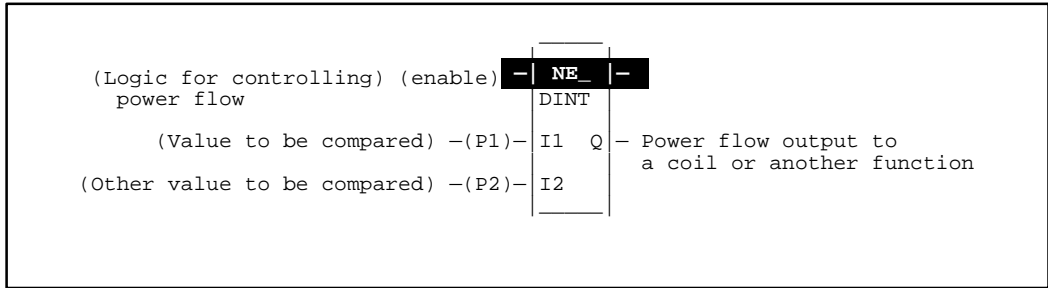 (Logic for controlling) (enable) –| NE_ |–
power flow DINT
(Value to be compared) –(P1)– I1 Q – Power flow output to
a coil or another function
(Other value to be compared) –(P2)– I2